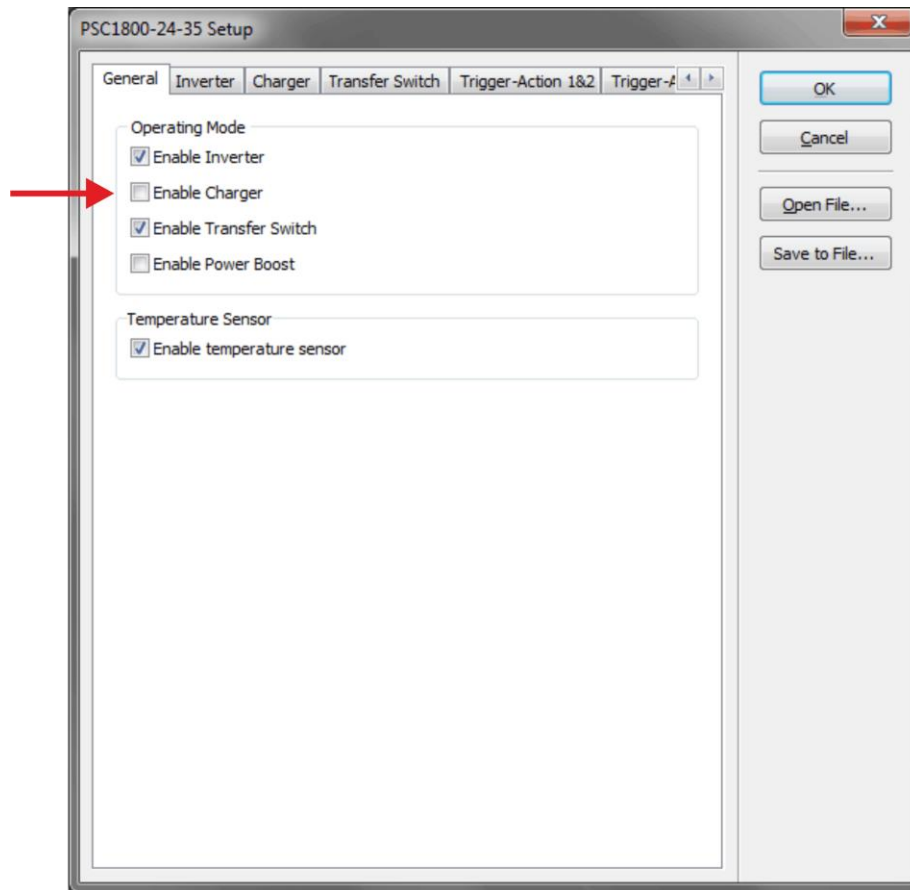 PSC1800-24-35 Setup
General Inverter Charger Transfer Switch Trigger-Action 1&2 Trigger-A
Operating Mode
Enable Inverter
Enable Charger
Enable Transfer Switch
Enable Power Boost
Temperature Sensor
Enable temperature sensor
OK
Cancel
Open File...
Save to File...